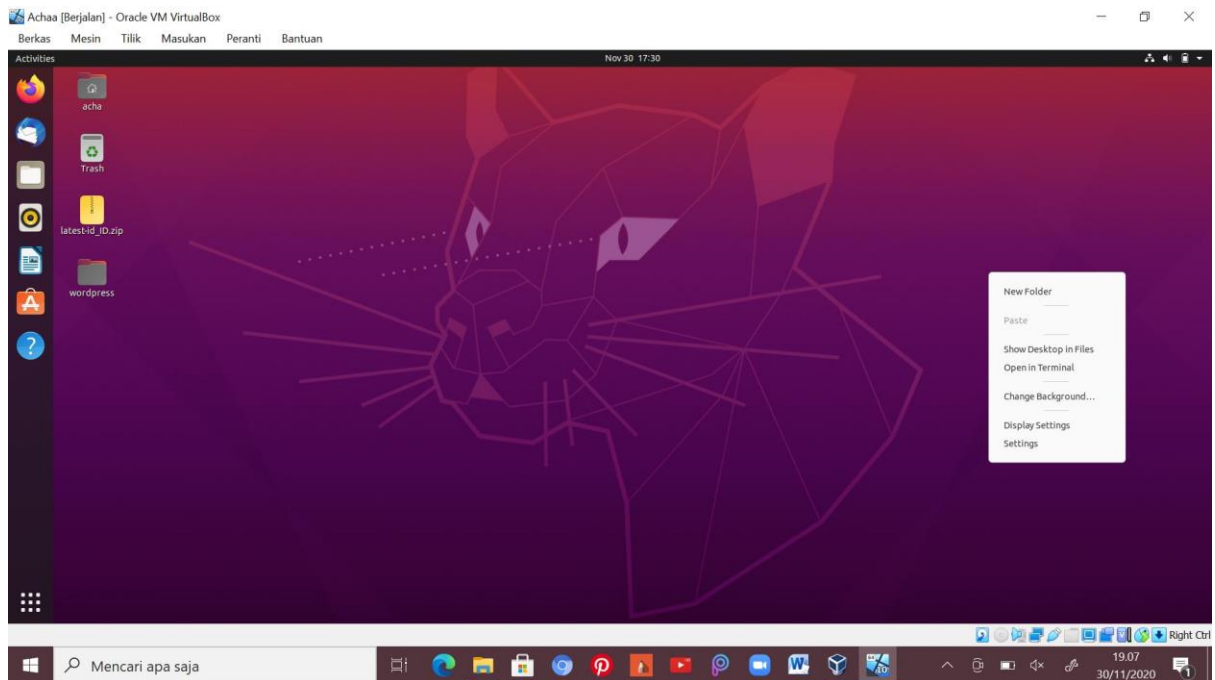 Achaa [Berjalan] - Oracle VM VirtualBox
Berkas Mesin Tilik Masukan Peranti Bantuan
Activities Nov 30 17:30
acha
Trash
latest-id_ID.zip
wordpress
New Folder
Paste
Show Desktop in Files
Open in Terminal
Change Background...
Display Settings
Settings
Right Ctrl
Mencari apa saja
19.07
30/11/2020